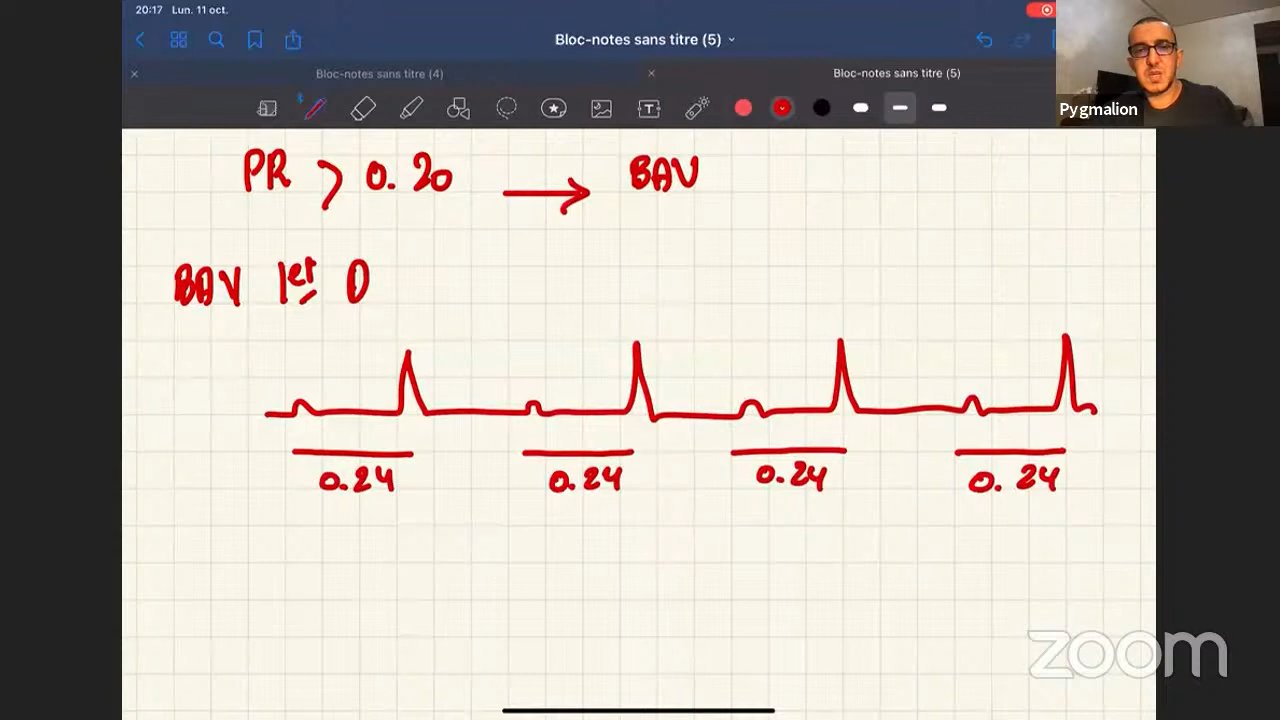 20:17 Lun. 11 oct.
Bloc-notes sans titre (5)
Bloc-notes sans titre (4)
Bloc-notes sans titre (5)
Pygmalion
PR > 0.20 → BAV
BAV 1er D
0.24 0.24 0.24 0.24
zoom